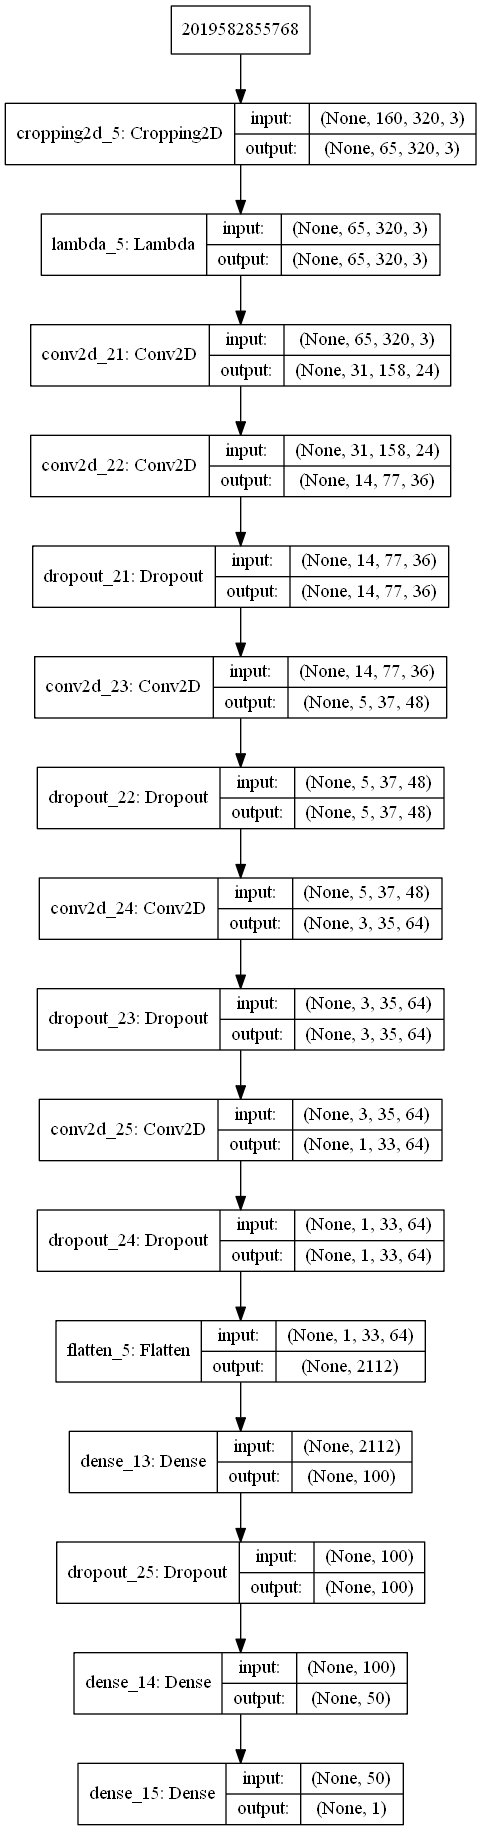 2019582855768
cropping2d_5: Cropping2D
input: (None, 160, 320, 3)
output: (None, 65, 320, 3)
lambda_5: Lambda
input: (None, 65, 320, 3)
output: (None, 65, 320, 3)
conv2d_21: Conv2D
input: (None, 65, 320, 3)
output: (None, 31, 158, 24)
conv2d_22: Conv2D
input: (None, 31, 158, 24)
output: (None, 14, 77, 36)
dropout_21: Dropout
input: (None, 14, 77, 36)
output: (None, 14, 77, 36)
conv2d_23: Conv2D
input: (None, 14, 77, 36)
output: (None, 5, 37, 48)
dropout_22: Dropout
input: (None, 5, 37, 48)
output: (None, 5, 37, 48)
conv2d_24: Conv2D
input: (None, 5, 37, 48)
output: (None, 3, 35, 64)
dropout_23: Dropout
input: (None, 3, 35, 64)
output: (None, 3, 35, 64)
conv2d_25: Conv2D
input: (None, 3, 35, 64)
output: (None, 1, 33, 64)
dropout_24: Dropout
input: (None, 1, 33, 64)
output: (None, 1, 33, 64)
flatten_5: Flatten
input: (None, 1, 33, 64)
output: (None, 2112)
dense_13: Dense
input: (None, 2112)
output: (None, 100)
dropout_25: Dropout
input: (None, 100)
output: (None, 100)
dense_14: Dense
input: (None, 100)
output: (None, 50)
dense_15: Dense
input: (None, 50)
output: (None, 1)